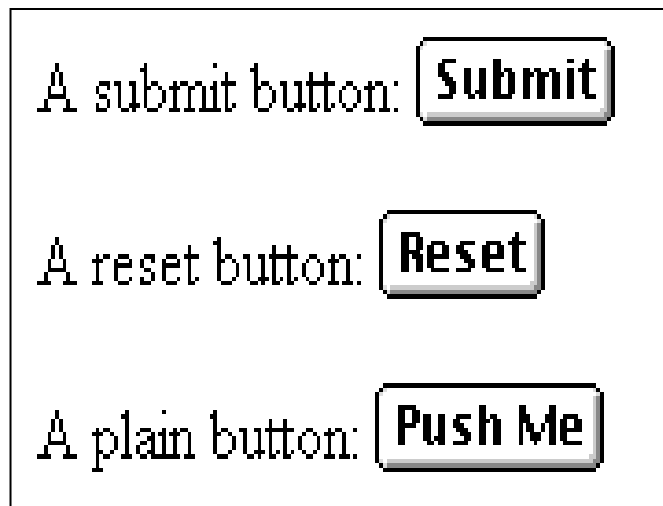 A submit button: Submit
A reset button: Reset
A plain button: Push Me